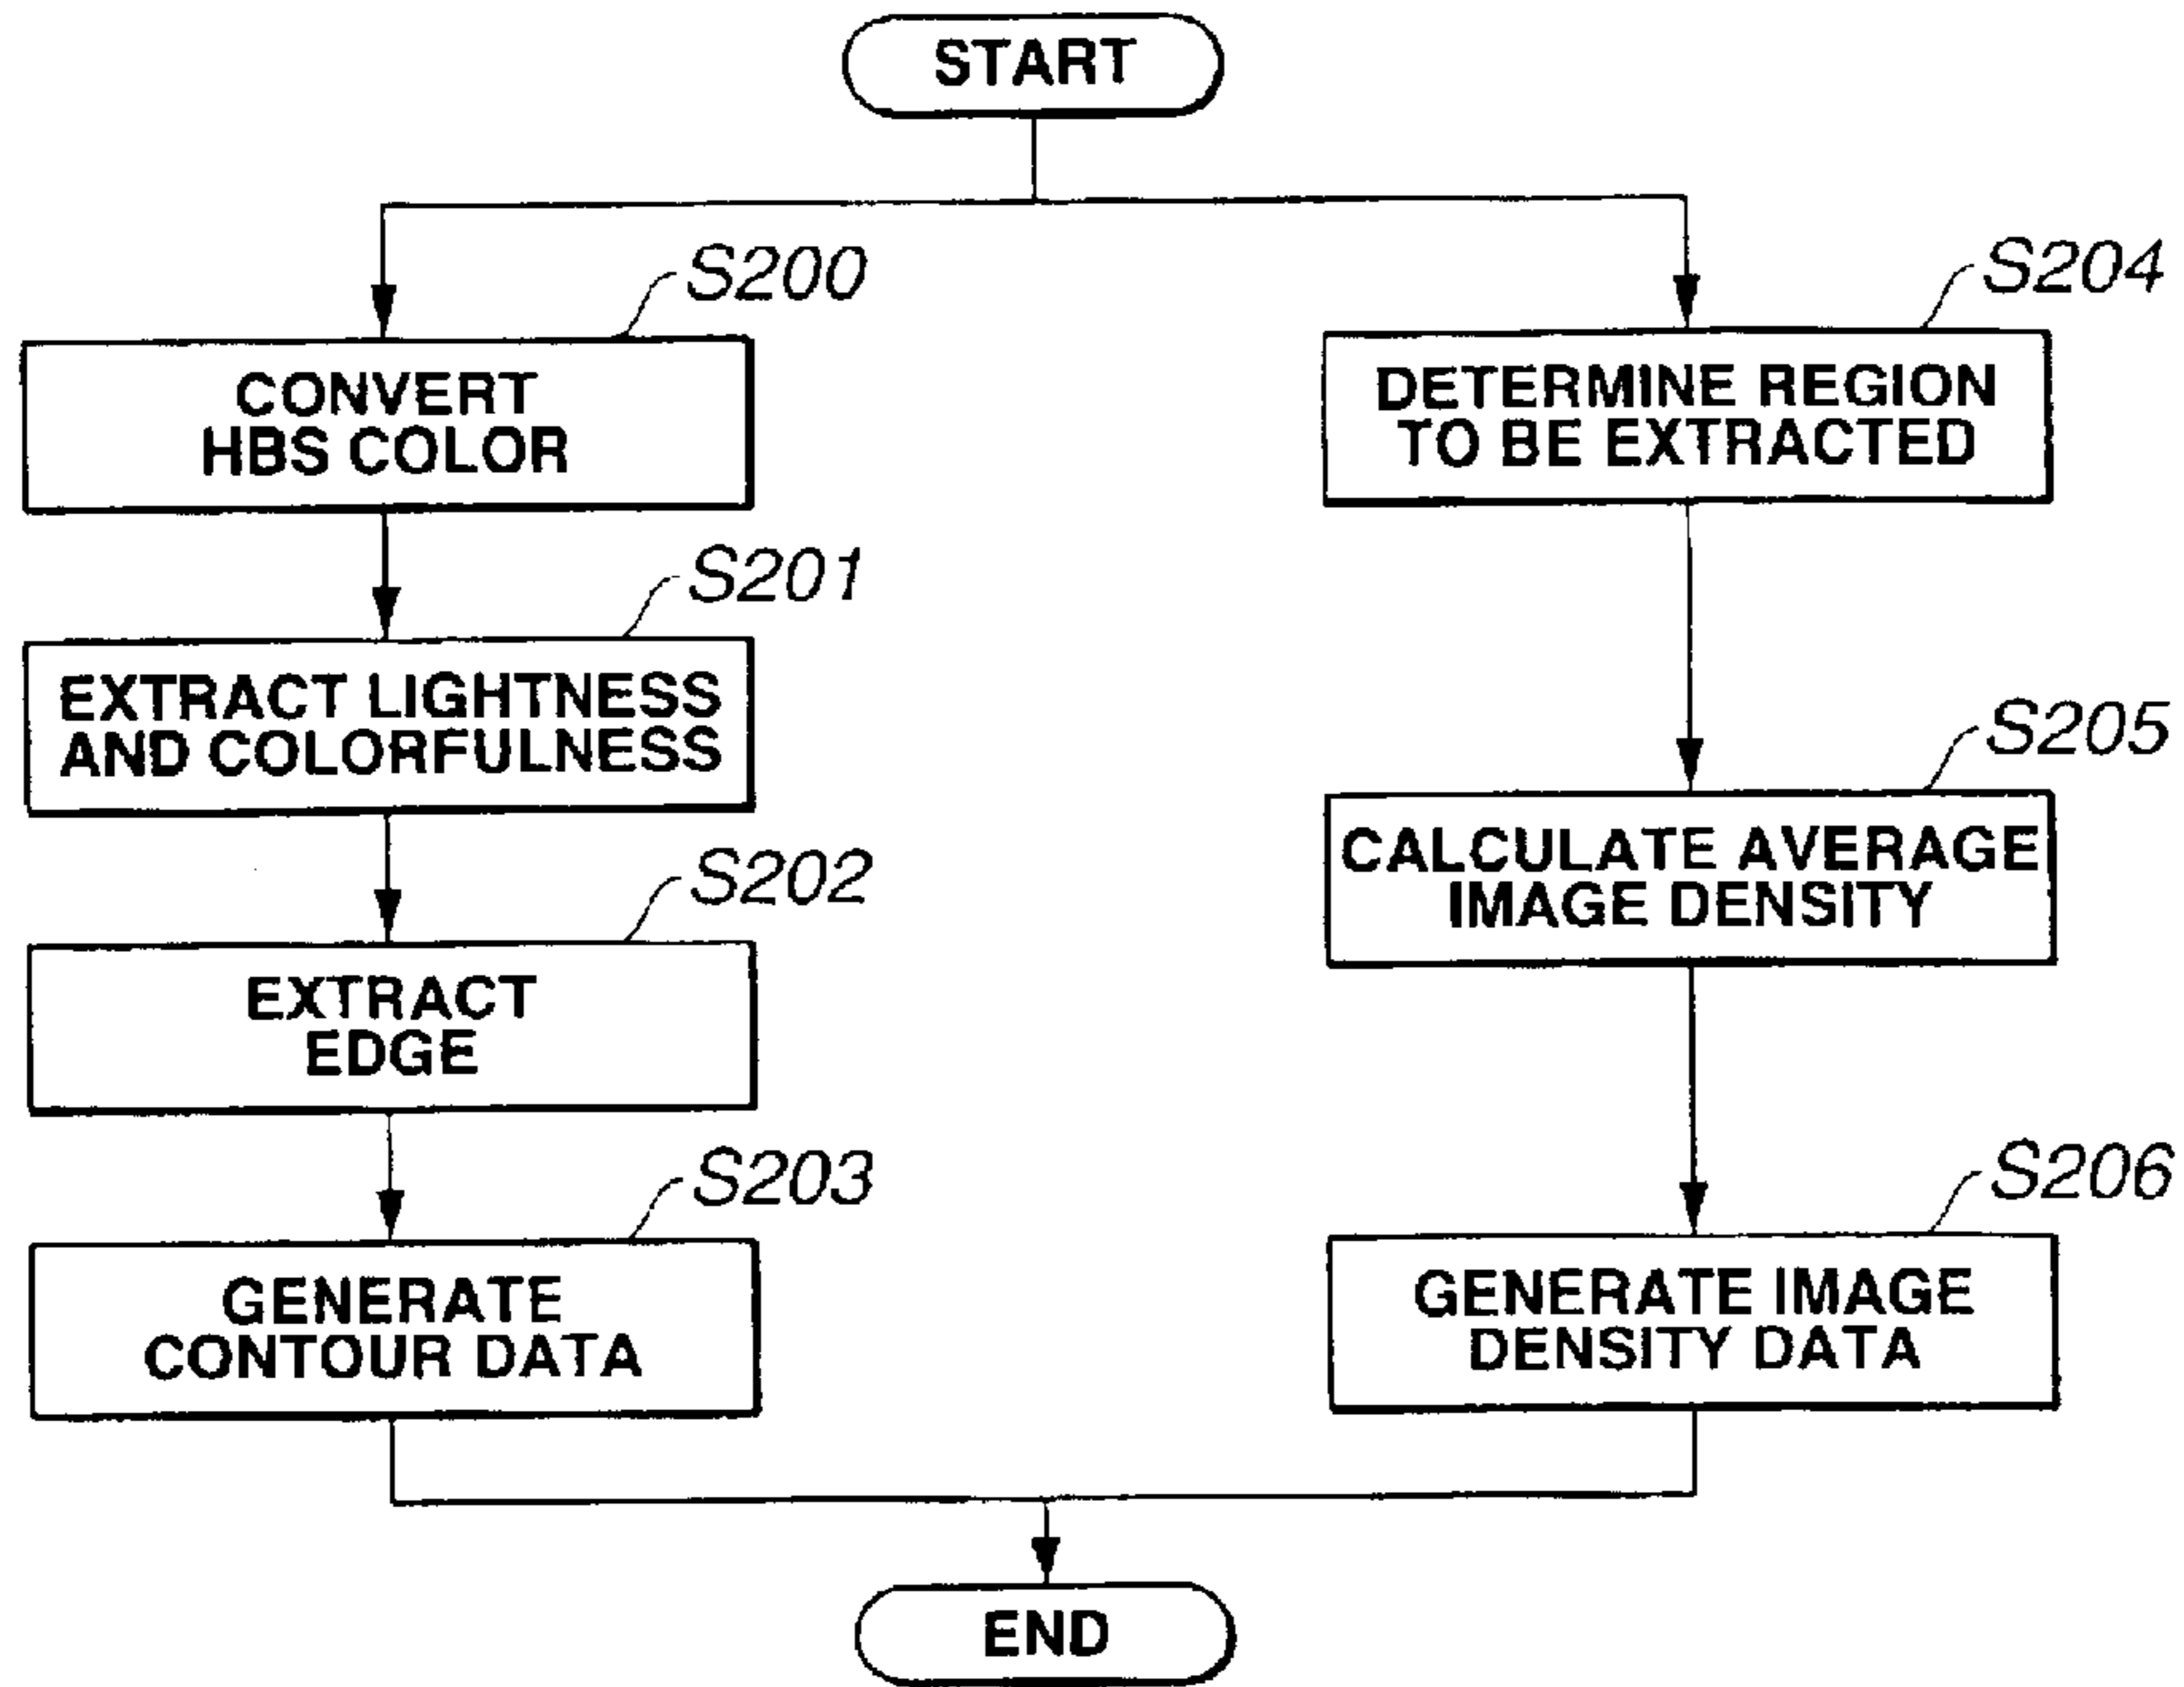 START
S200
CONVERT
HBS COLOR
S201
EXTRACT LIGHTNESS
AND COLORFULNESS
S202
EXTRACT
EDGE
S203
GENERATE
CONTOUR DATA
S204
DETERMINE REGION
TO BE EXTRACTED
S205
CALCULATE AVERAGE
IMAGE DENSITY
S206
GENERATE IMAGE
DENSITY DATA
END